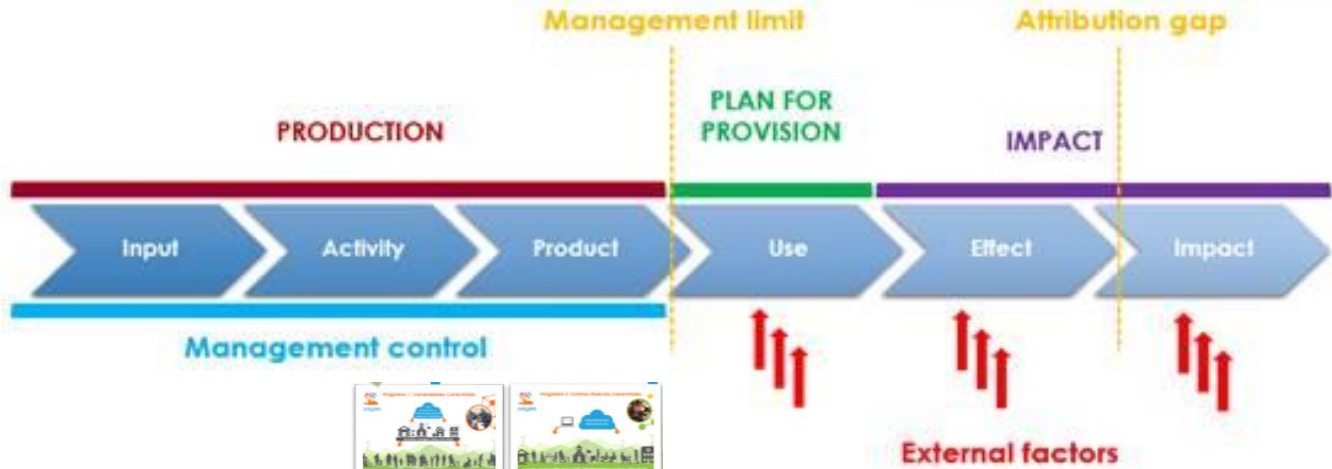 Management limit
Attribution gap
PRODUCTION
PLAN FOR
PROVISION
IMPACT
Input
Activity
Product
Use
Effect
Impact
Management control
External factors